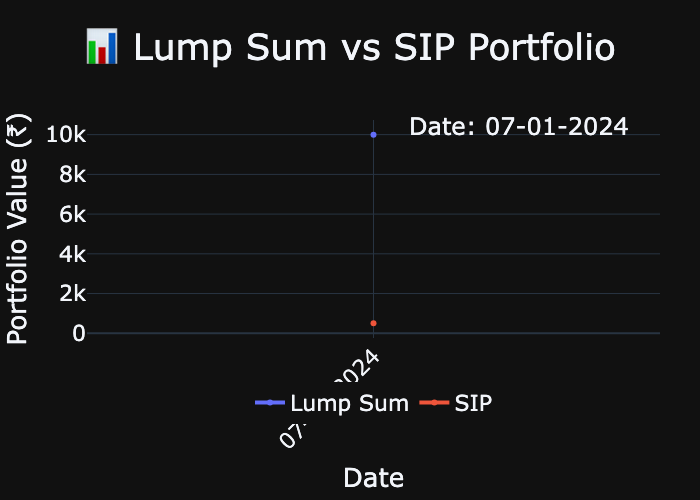 📊 Lump Sum vs SIP Portfolio
Date: 07-01-2024
Portfolio Value (₹)
10k
8k
6k
4k
2k
0
Lump Sum
SIP
Date